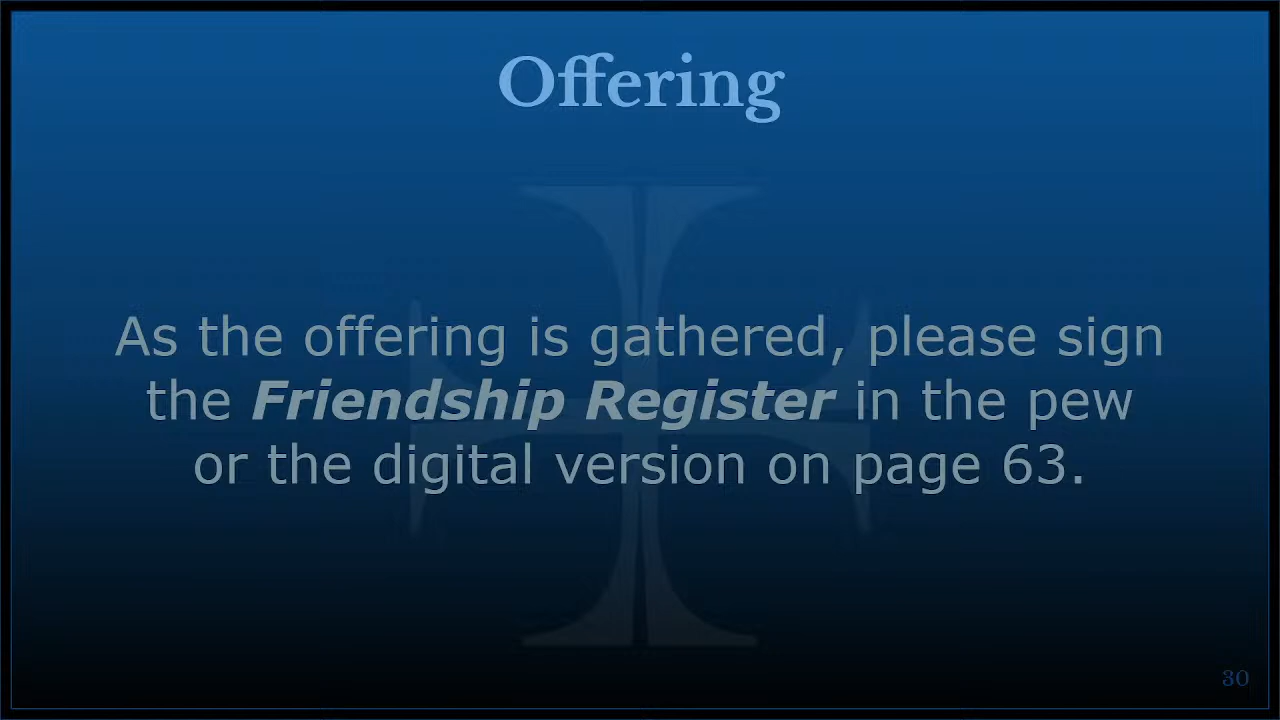 Offering
As the offering is gathered, please sign
the Friendship Register in the pew
or the digital version on page 63.
30